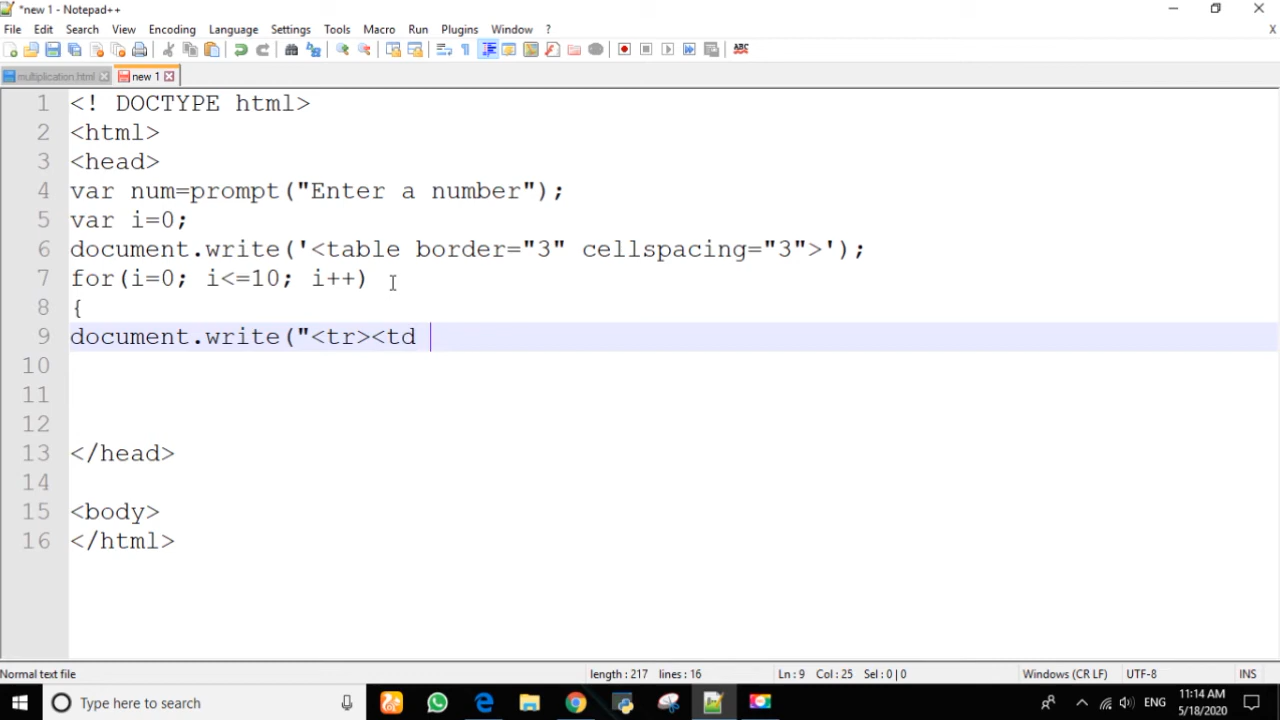 *new 1 - Notepad++
File Edit Search View Encoding Language Settings Tools Macro Run Plugins Window ? X
ABC
multiplication.html new 1
1 <! DOCTYPE html>
2 <html>
3 <head>
4 var num=prompt("Enter a number");
5 var i=0;
6 document.write('<table border="3" cellspacing="3">');
7 for(i=0; i<=10; i++)
8 {
9 document.write("<tr><td
10
11
12
13 </head>
14
15 <body>
16 </html>
Normal text file length : 217 lines : 16 Ln : 9 Col : 25 Sel : 0 | 0 Windows (CR LF) UTF-8 INS
Type here to search ENG 11:14 AM
5/18/2020